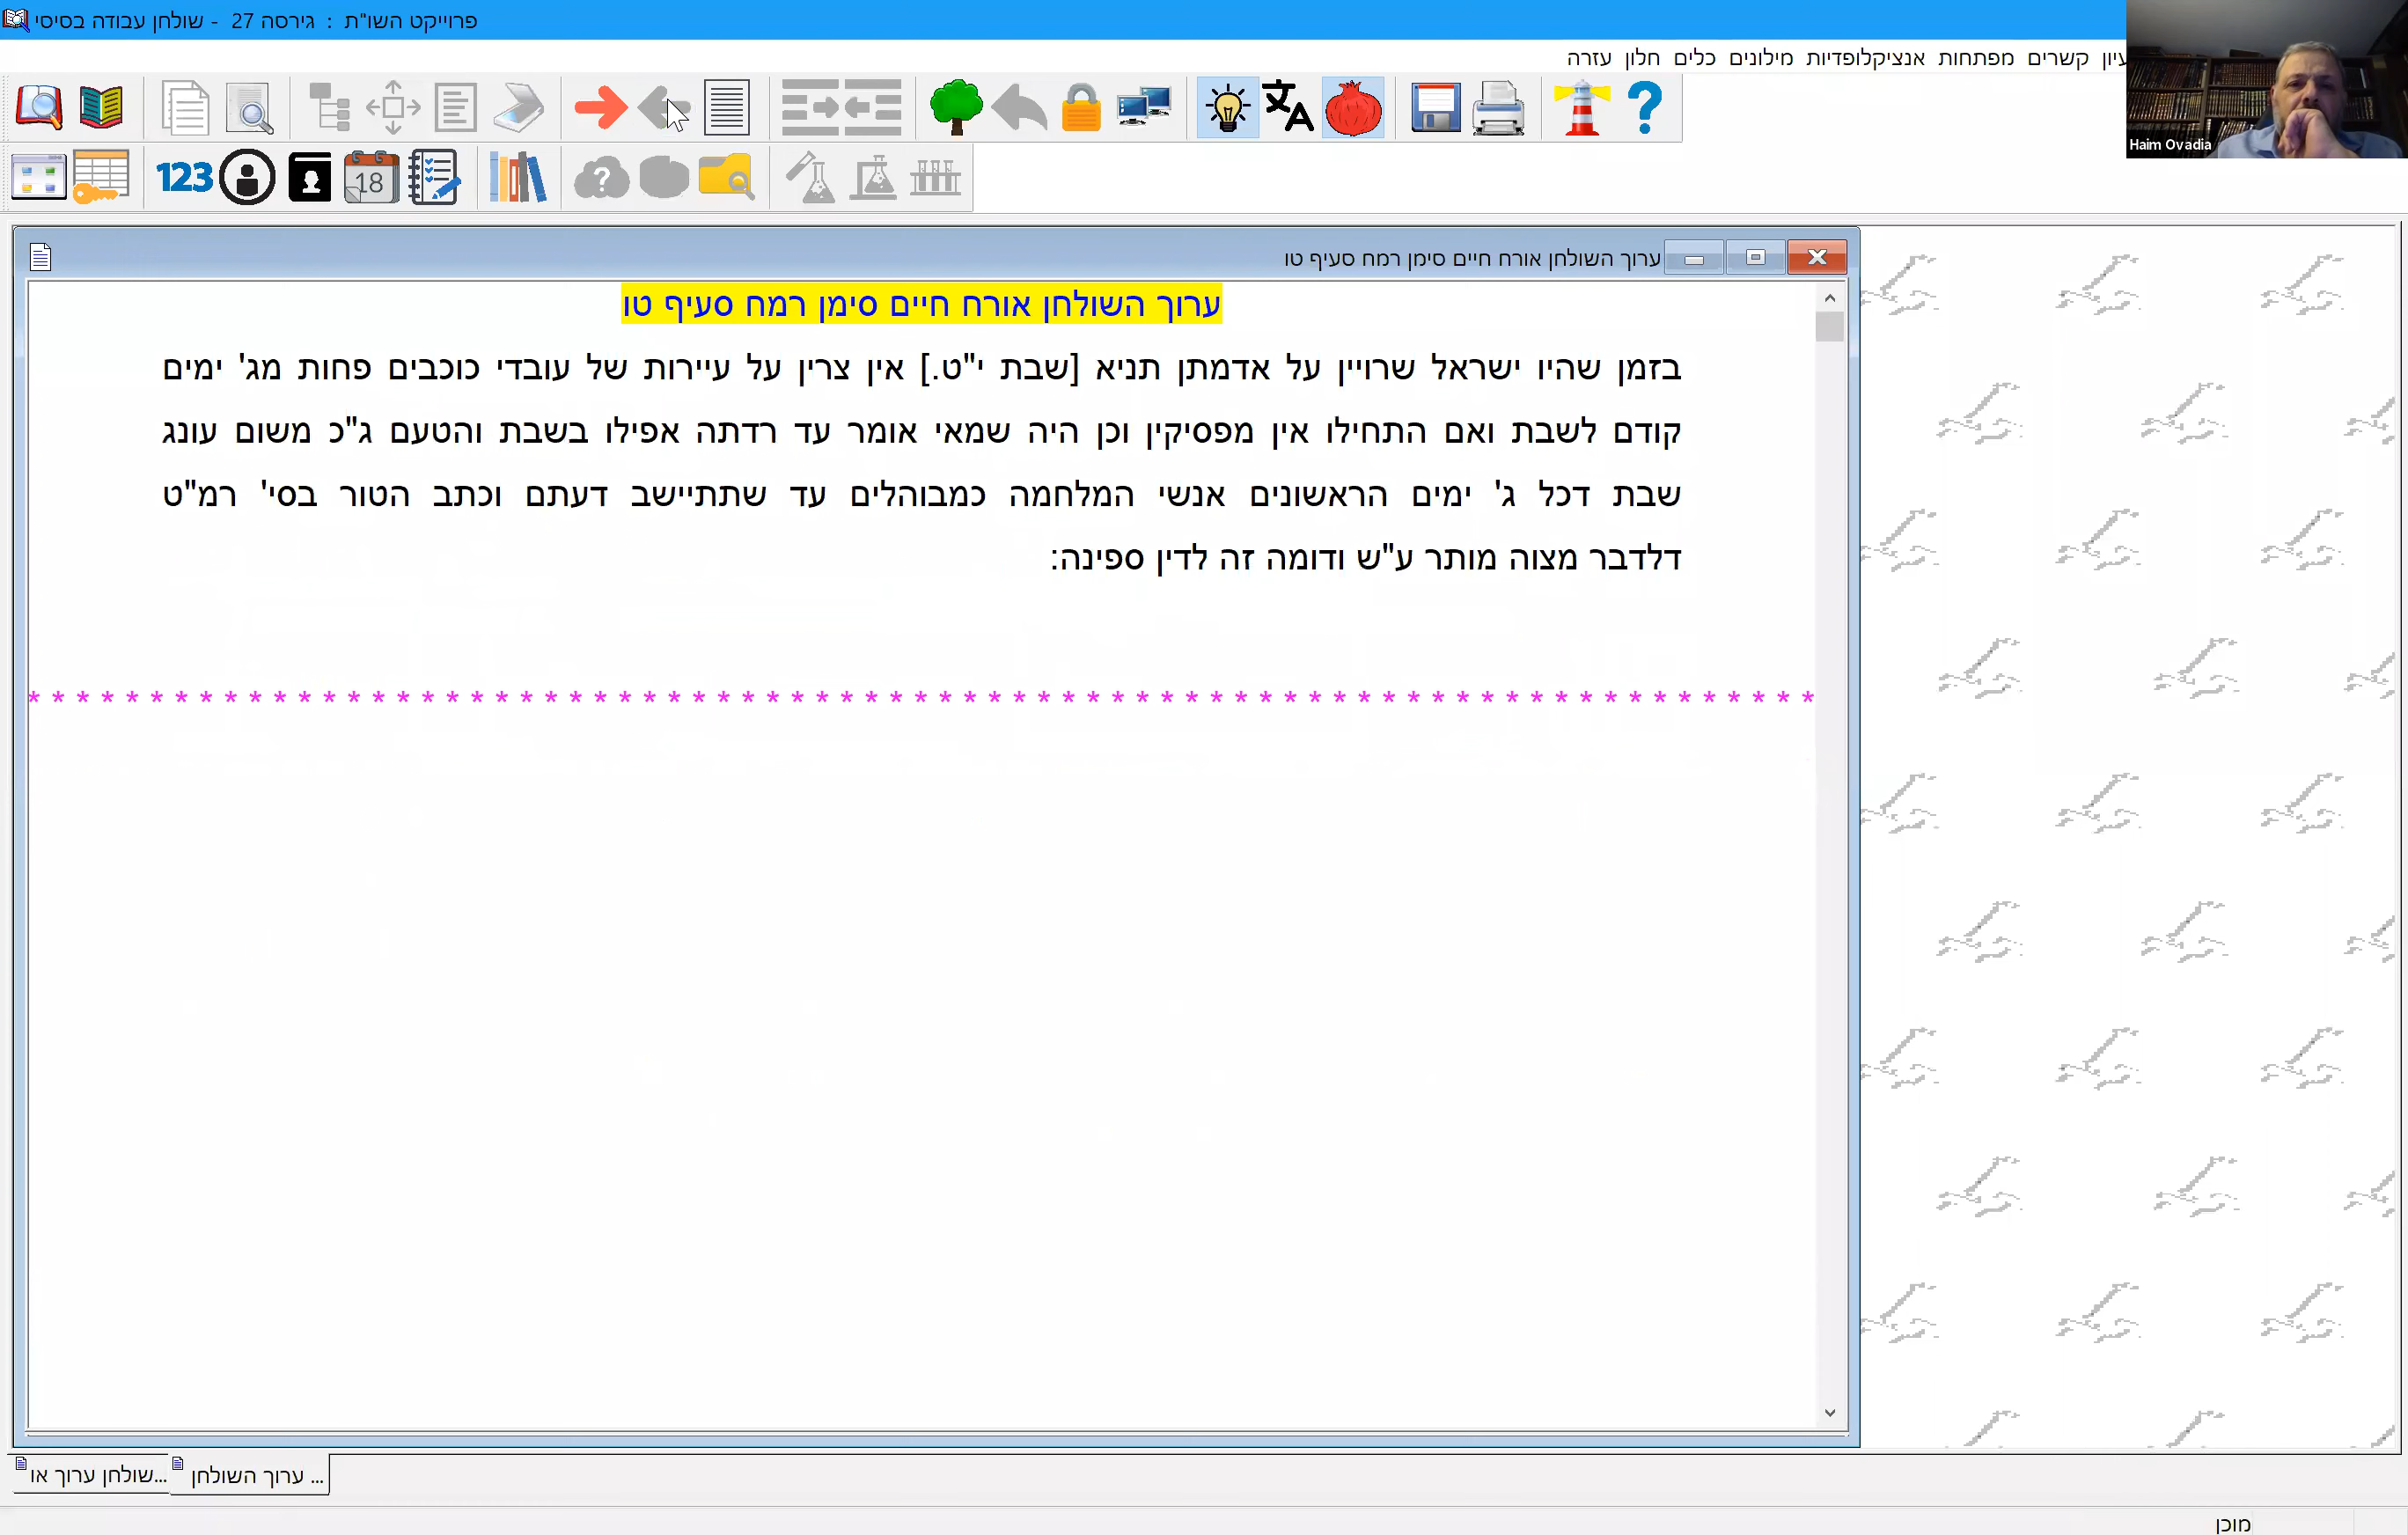 פרוייקט השו"ת : גירסה 27 - שולחן עבודה בסיסי
עיון קשרים מפתחות אנציקלופדיות מילונים כלים חלון עזרה
Haim Ovadia
123
18
ערוך השולחן אורח חיים סימן רמח סעיף טו
ערוך השולחן אורח חיים סימן רמח סעיף טו
בזמן שהיו ישראל שרויין על אדמתן תניא [שבת י"ט.] אין צרין על עיירות של עובדי כוכבים פחות מג' ימים
קודם לשבת ואם התחילו אין מפסיקין וכן היה שמאי אומר עד רדתה אפילו בשבת והטעם ג"כ משום עונג
שבת דכל ג' ימים הראשונים אנשי המלחמה כמבוהלים עד שתתיישב דעתם וכתב הטור בסי' רמ"ט
דלדבר מצוה מותר ע"ש ודומה זה לדין ספינה:
* * * * * * * * * * * * * * * * * * * * * * * * * * * * * * * * * * * * * * * * * * * * * * * * * * * * * * * * * * * * * * * * * * * * * * * * *
... ערוך השולחן
שולחן ערוך או...
מוכן